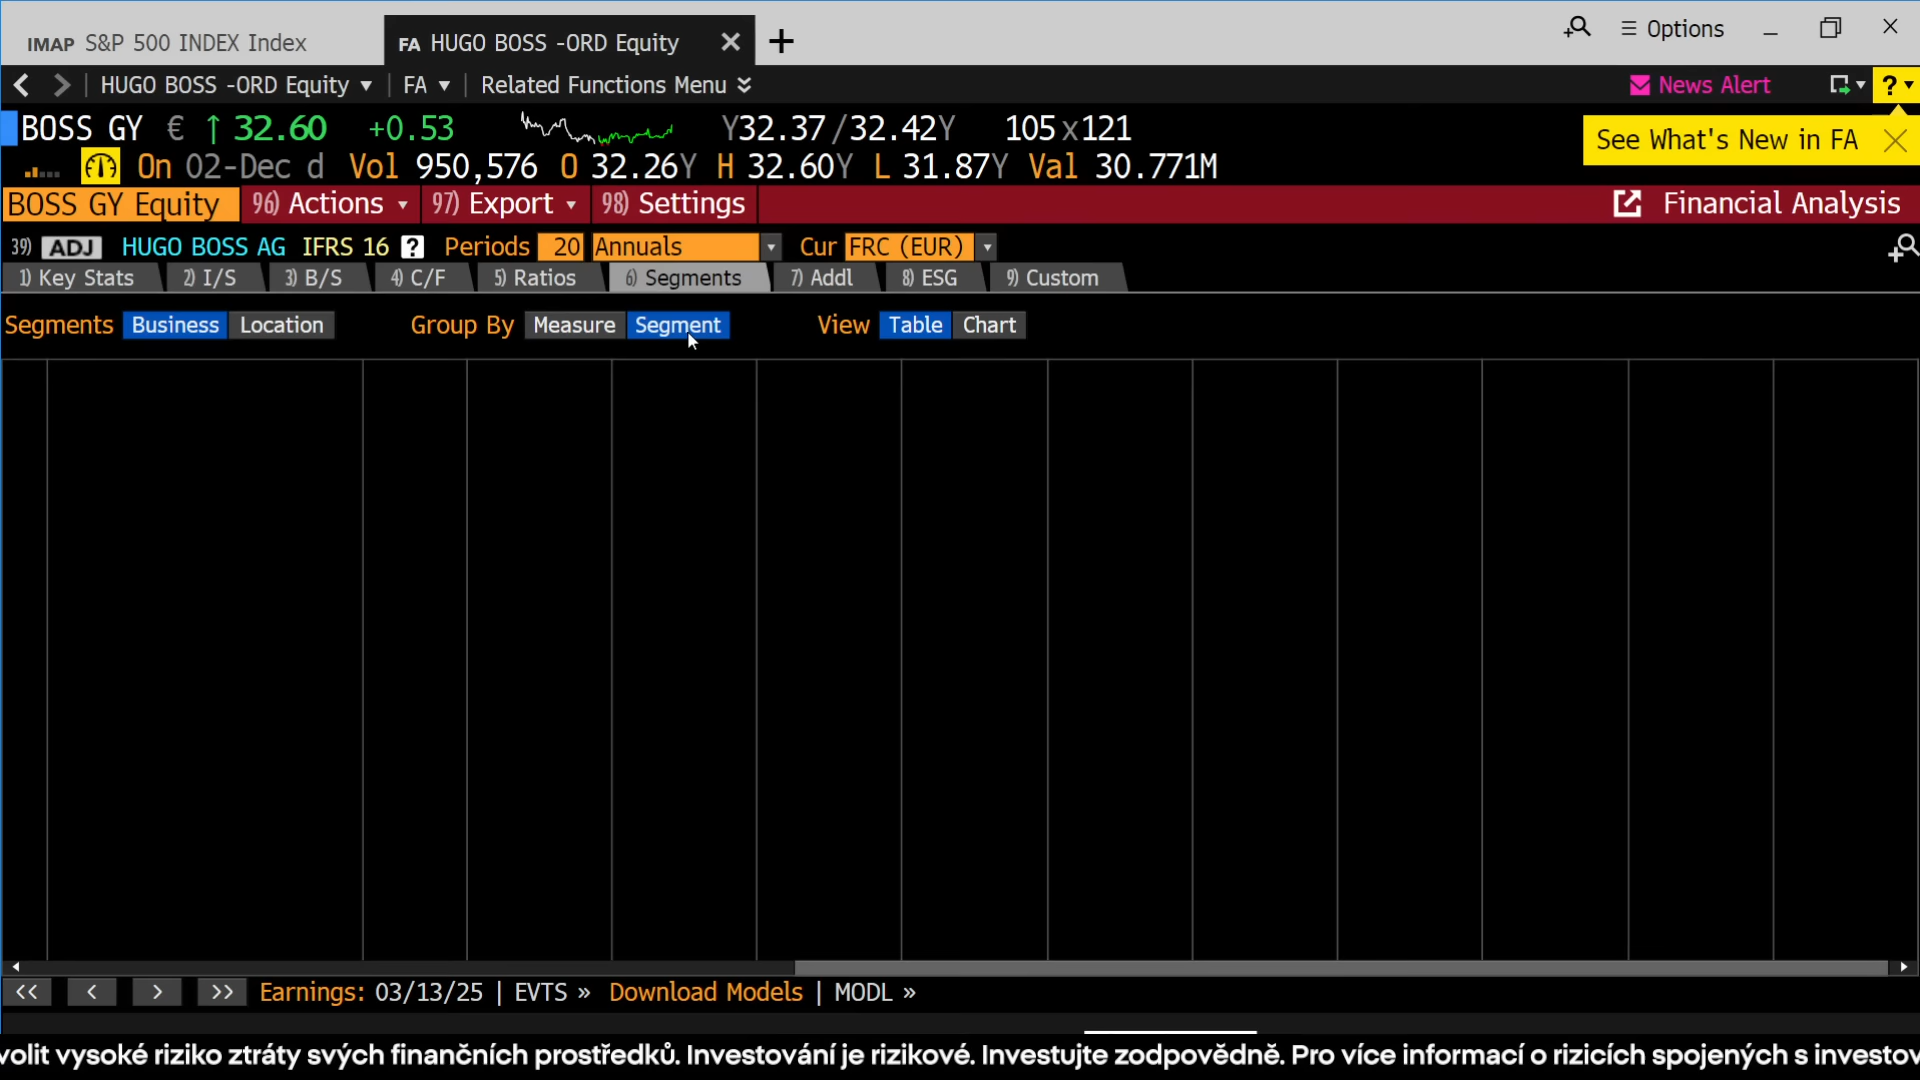 IMAP S&P 500 INDEX Index
FA HUGO BOSS -ORD Equity
Options
HUGO BOSS -ORD Equity FA Related Functions Menu
News Alert
?
BOSS GY € ↑ 32.60 +0.53 Y32.37/32.42Y 105x121
See What's New in FA
On 02-Dec d Vol 950,576 O 32.26Y H 32.60Y L 31.87Y Val 30.771M
BOSS GY Equity 96) Actions 97) Export 98) Settings Financial Analysis
39) ADJ HUGO BOSS AG IFRS 16 ? Periods 20 Annuals Cur FRC (EUR)
1) Key Stats 2) I/S 3) B/S 4) C/F 5) Ratios 6) Segments 7) Addl 8) ESG 9) Custom
Segments Business Location Group By Measure Segment View Table Chart
<< < > >> Earnings: 03/13/25 | EVTS » Download Models | MODL »
volit vysoké riziko ztráty svých finančních prostředků. Investování je rizikové. Investujte zodpovědně. Pro více informací o rizicích spojených s investov